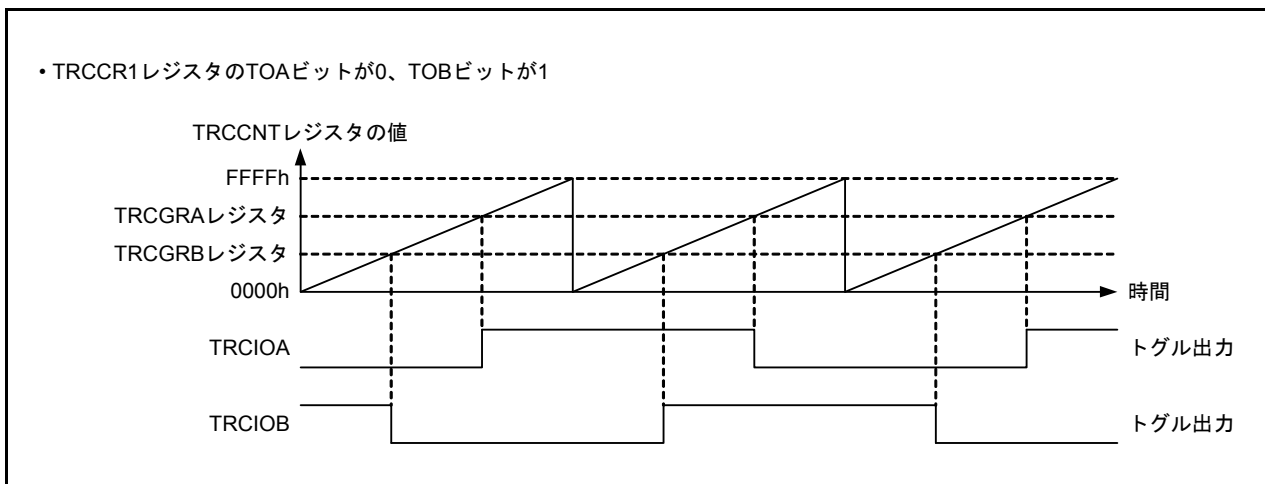 • TRCCR1レジスタのTOAビットが0、TOBビットが1
TRCCNTレジスタの値
FFFFh
TRCGRAレジスタ
TRCGRBレジスタ
0000h
時間
TRCIOA
トグル出力
TRCIOB
トグル出力